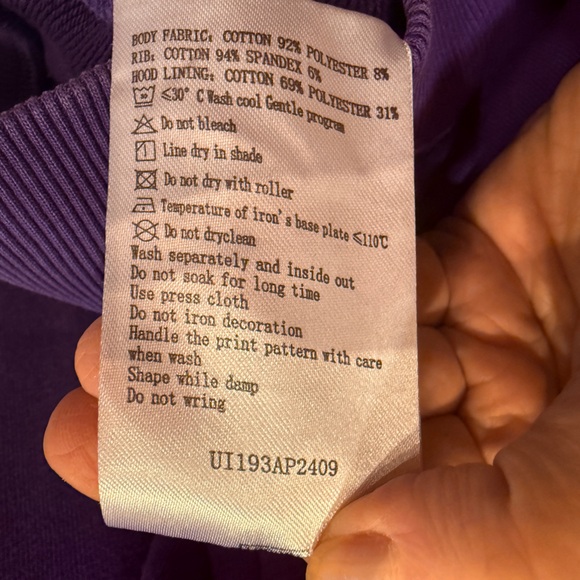 BODY FABRIC: COTTON 92% POLYESTER 8%
RIB: COTTON 94% SPANDEX 6%
HOOD LINING: COTTON 69% POLYESTER 31%
≤30° C Wash cool Gentle program
Do not bleach
Line dry in shade
Do not dry with roller
Temperature of iron's base plate ≤110℃
Do not dryclean
Wash separately and inside out
Do not soak for long time
Use press cloth
Do not iron decoration
Handle the print pattern with care
when wash
Shape while damp
Do not wring
UI193AP2409